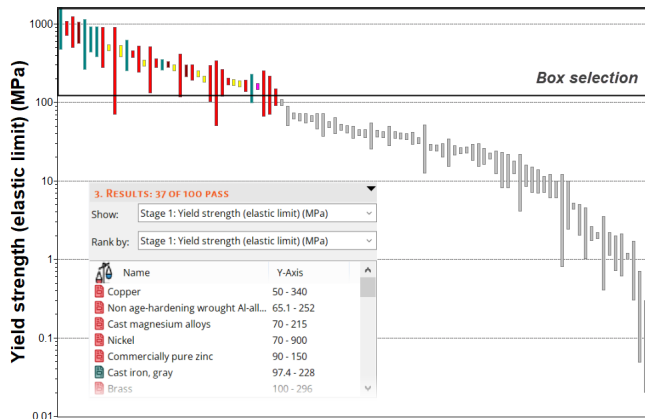 Yield strength (elastic limit) (MPa)
1000
100
10
1
0.1
0.01
Box selection
3. RESULTS: 37 OF 100 PASS
Show: Stage 1: Yield strength (elastic limit) (MPa)
Rank by: Stage 1: Yield strength (elastic limit) (MPa)
Name Y-Axis
Copper 50 - 340
Non age-hardening wrought Al-all... 65.1 - 252
Cast magnesium alloys 70 - 215
Nickel 70 - 900
Commercially pure zinc 90 - 150
Cast iron, gray 97.4 - 228
Brass 100 - 296